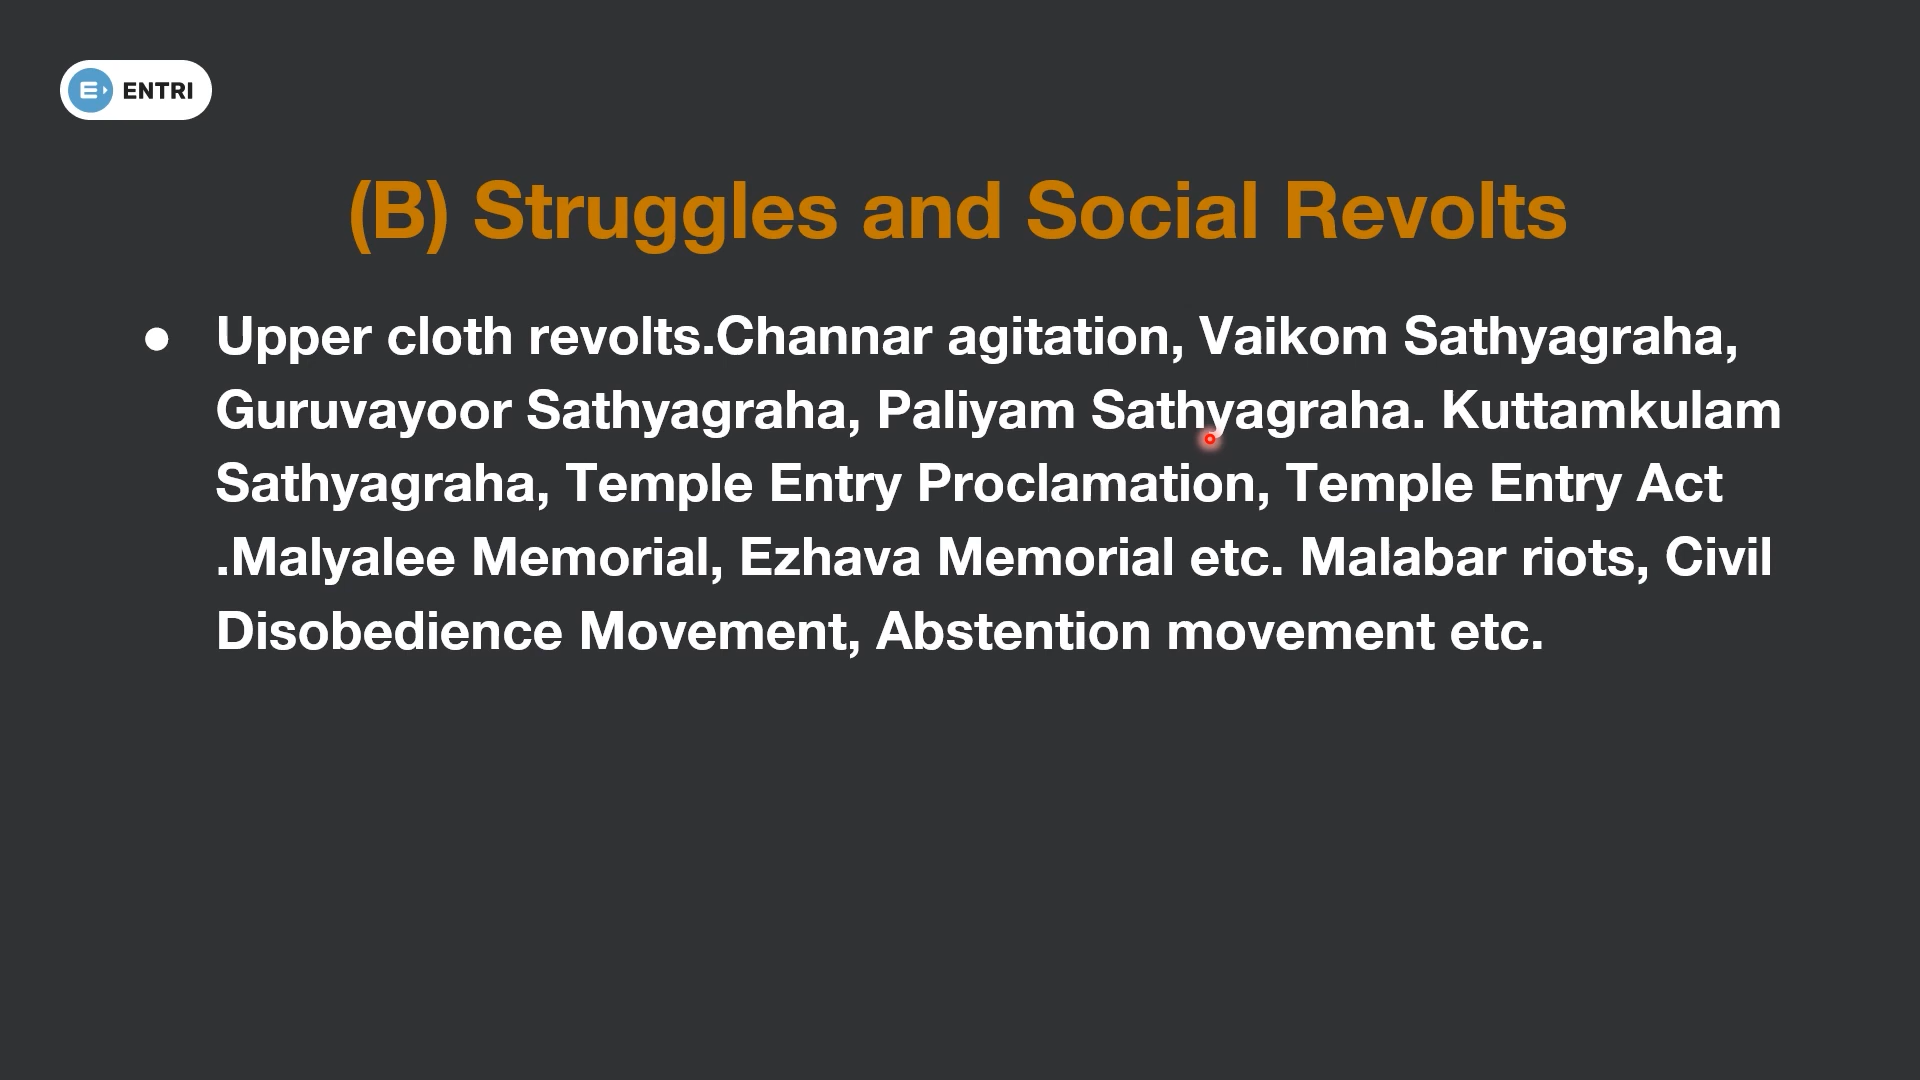 ENTRI
(B) Struggles and Social Revolts
● Upper cloth revolts.Channar agitation, Vaikom Sathyagraha,
Guruvayoor Sathyagraha, Paliyam Sathyagraha. Kuttamkulam
Sathyagraha, Temple Entry Proclamation, Temple Entry Act
.Malyalee Memorial, Ezhava Memorial etc. Malabar riots, Civil
Disobedience Movement, Abstention movement etc.